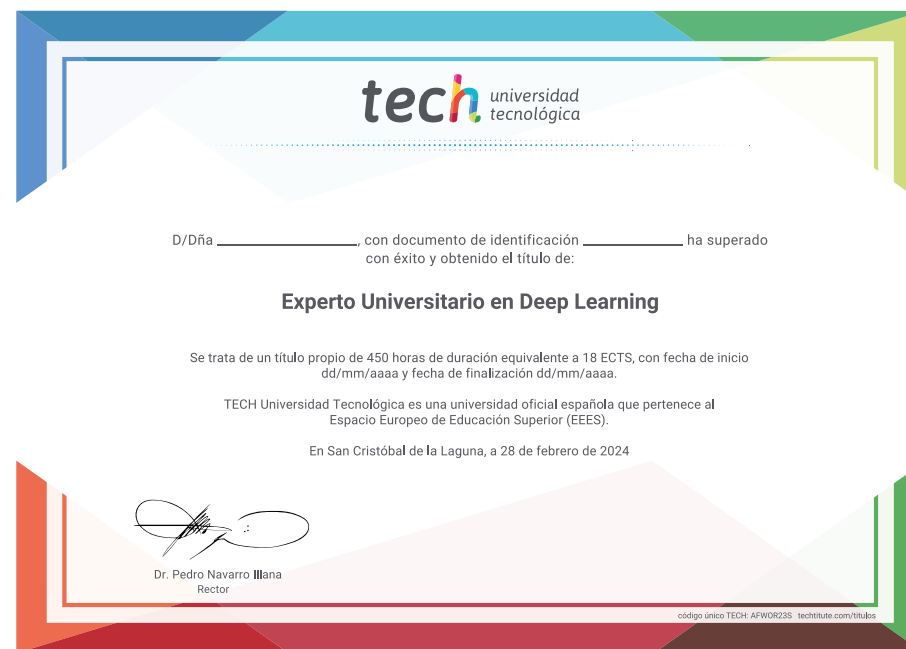 tech universidad
tecnológica
D/Dña ____________________, con documento de identificación ______________ ha superado
con éxito y obtenido el título de:
Experto Universitario en Deep Learning
Se trata de un título propio de 450 horas de duración equivalente a 18 ECTS, con fecha de inicio
dd/mm/aaaa y fecha de finalización dd/mm/aaaa.
TECH Universidad Tecnológica es una universidad oficial española que pertenece al
Espacio Europeo de Educación Superior (EEES).
En San Cristóbal de la Laguna, a 28 de febrero de 2024
Dr. Pedro Navarro Illana
Rector
código único TECH: AFWOR23S techtitute.com/titulos